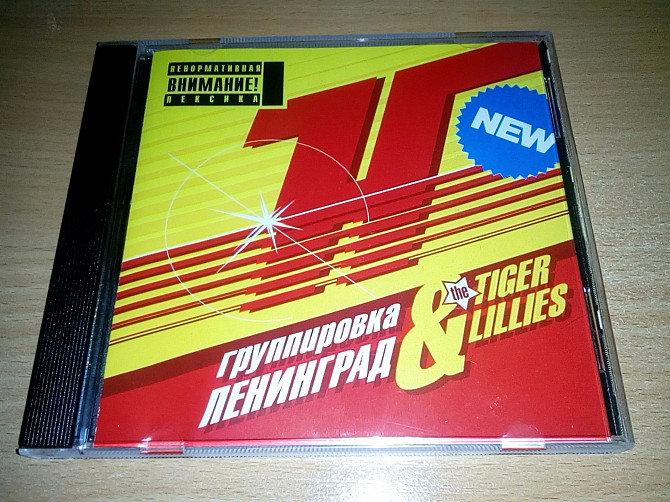 НЕНОРМАТИВНАЯ
ВНИМАНИЕ!
ЛЕКСИКА
NEW
группировка
ЛЕНИНГРАД
&
the TIGER
LILLIES